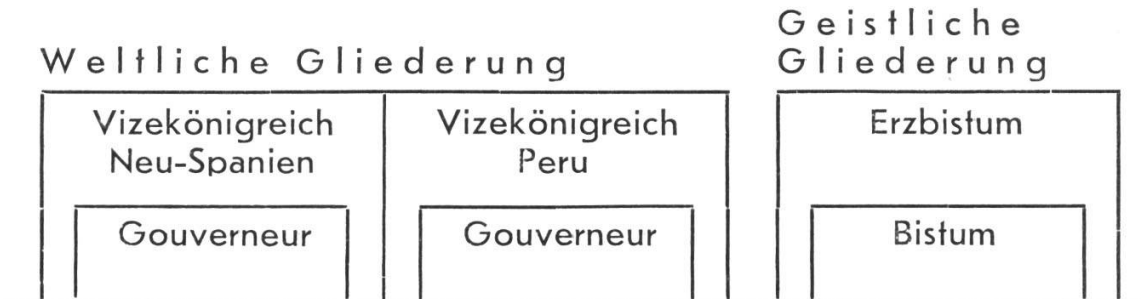 Weltliche Gliederung
Geistliche
Gliederung
Vizekönigreich
Neu-Spanien
Vizekönigreich
Peru
Erzbistum
Gouverneur
Gouverneur
Bistum